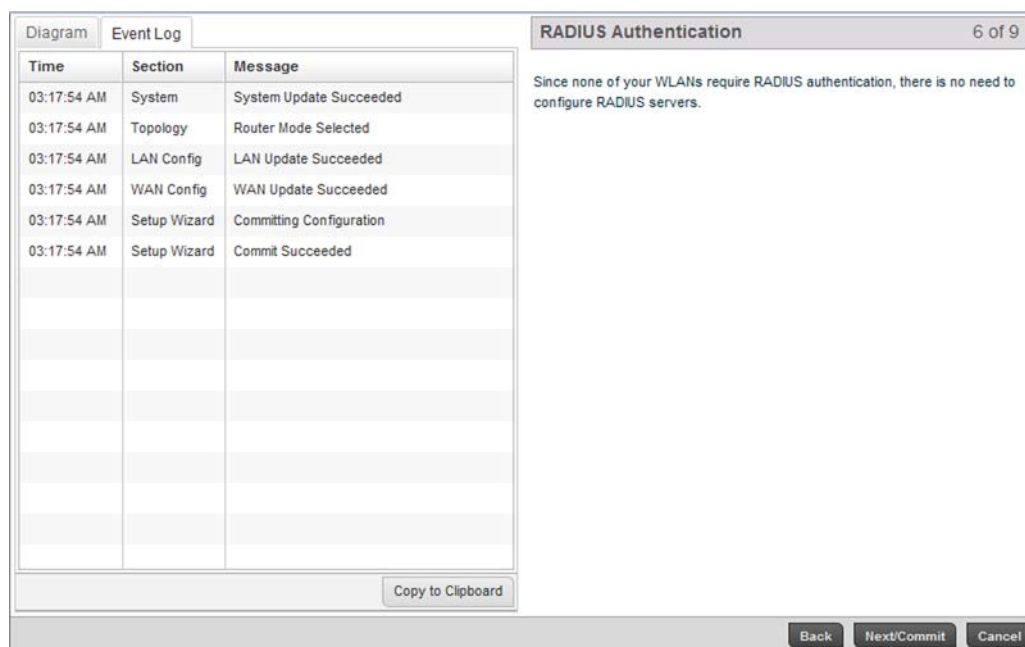 Diagram Event Log
Time Section Message
03:17:54 AM System System Update Succeeded
03:17:54 AM Topology Router Mode Selected
03:17:54 AM LAN Config LAN Update Succeeded
03:17:54 AM WAN Config WAN Update Succeeded
03:17:54 AM Setup Wizard Committing Configuration
03:17:54 AM Setup Wizard Commit Succeeded
Copy to Clipboard
RADIUS Authentication 6 of 9
Since none of your WLANs require RADIUS authentication, there is no need to
configure RADIUS servers.
Back Next/Commit Cancel